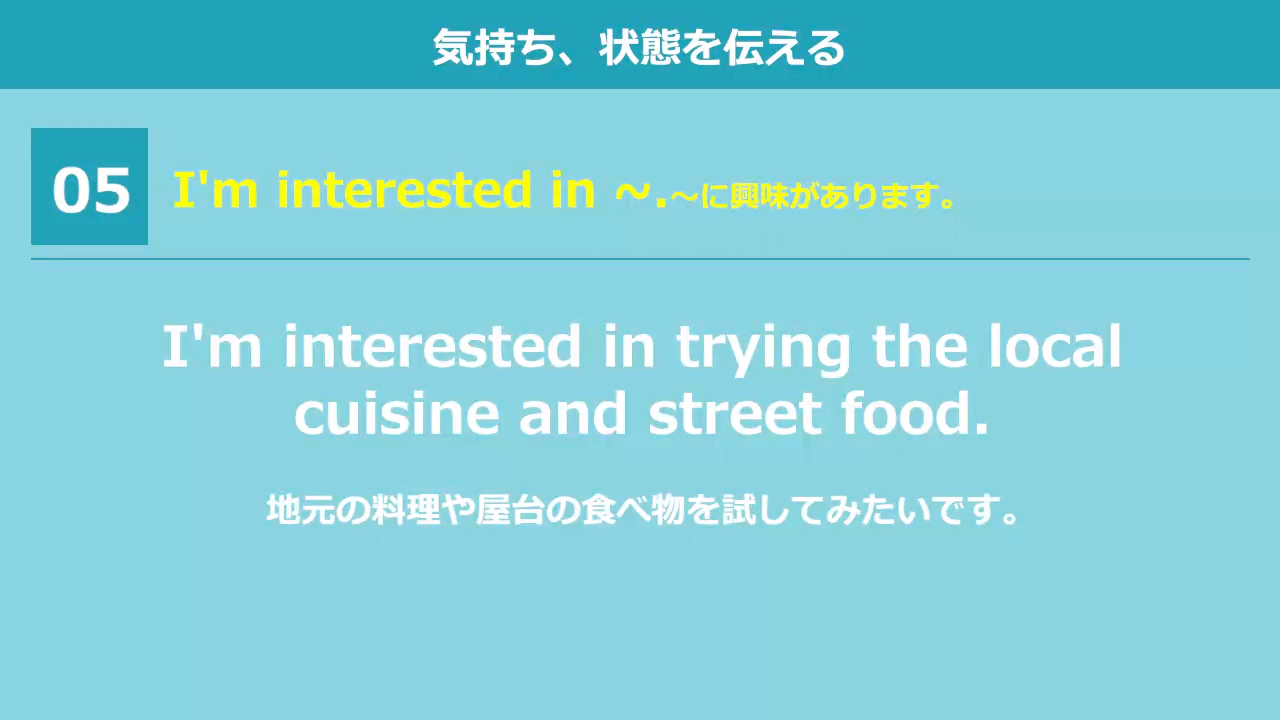 気持ち、状態を伝える
05
I'm interested in ~.～に興味があります。
I'm interested in trying the local
cuisine and street food.
地元の料理や屋台の食べ物を試してみたいです。